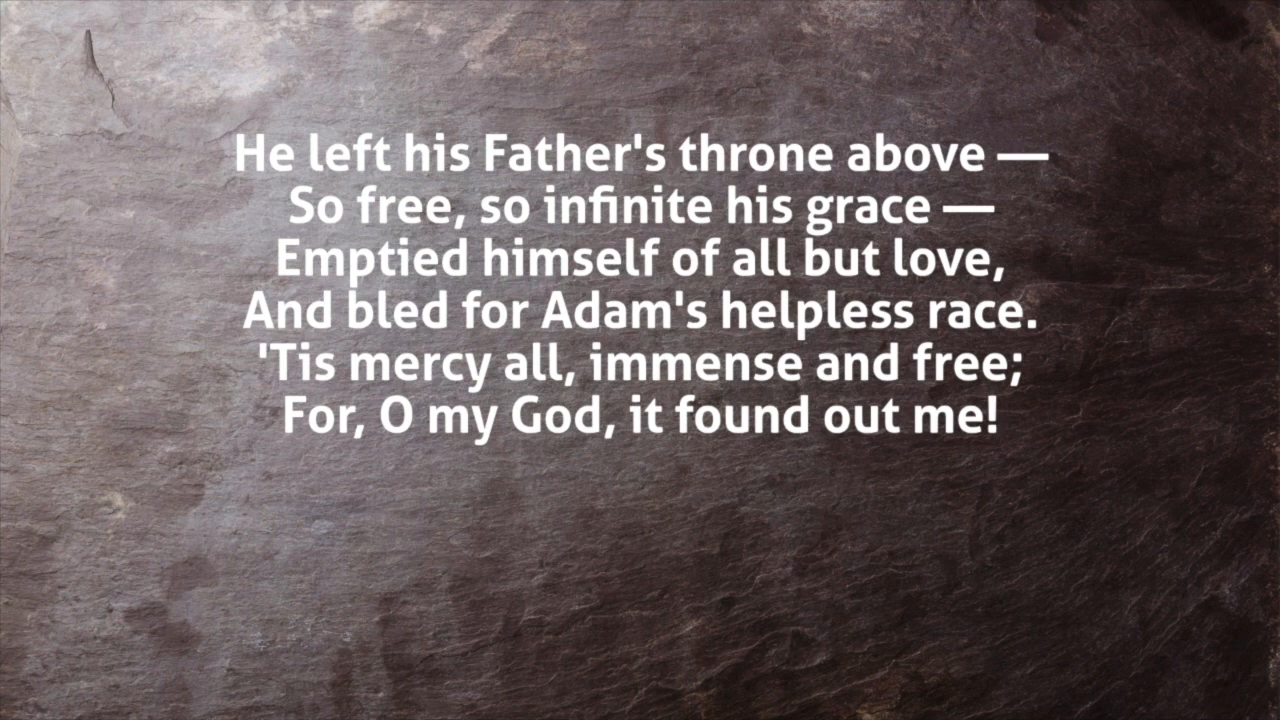 He left his Father's throne above —
So free, so infinite his grace —
Emptied himself of all but love,
And bled for Adam's helpless race.
'Tis mercy all, immense and free;
For, O my God, it found out me!